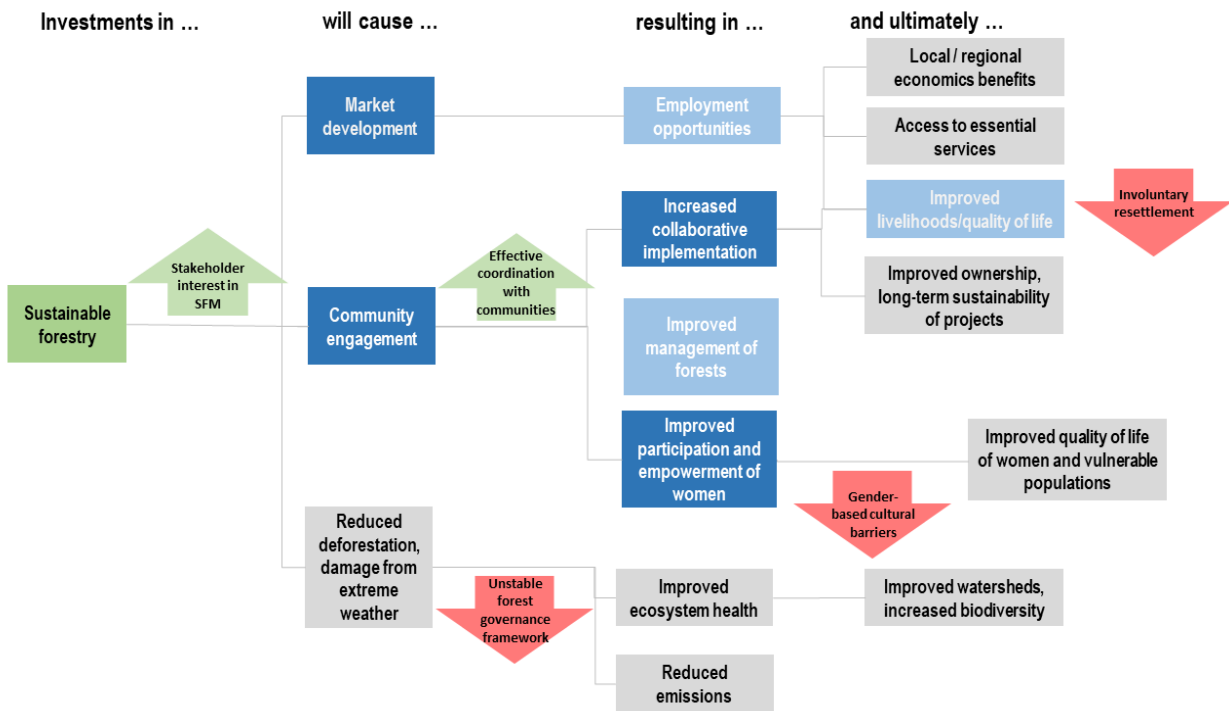 Investments in …
will cause …
resulting in …
and ultimately …
Local / regional
economics benefits
Market
development
Employment
opportunities
Access to essential
services
Improved
livelihoods/quality of life
Involuntary
resettlement
Increased
collaborative
implementation
Stakeholder
interest in
SFM
Effective
coordination
with
communities
Improved ownership,
long-term sustainability
of projects
Sustainable
forestry
Community
engagement
Improved
management of
forests
Improved
participation and
empowerment of
women
Improved quality of life
of women and vulnerable
populations
Gender-
based cultural
barriers
Reduced
deforestation,
damage from
extreme
weather
Unstable
forest
governance
framework
Improved
ecosystem health
Improved watersheds,
increased biodiversity
Reduced
emissions